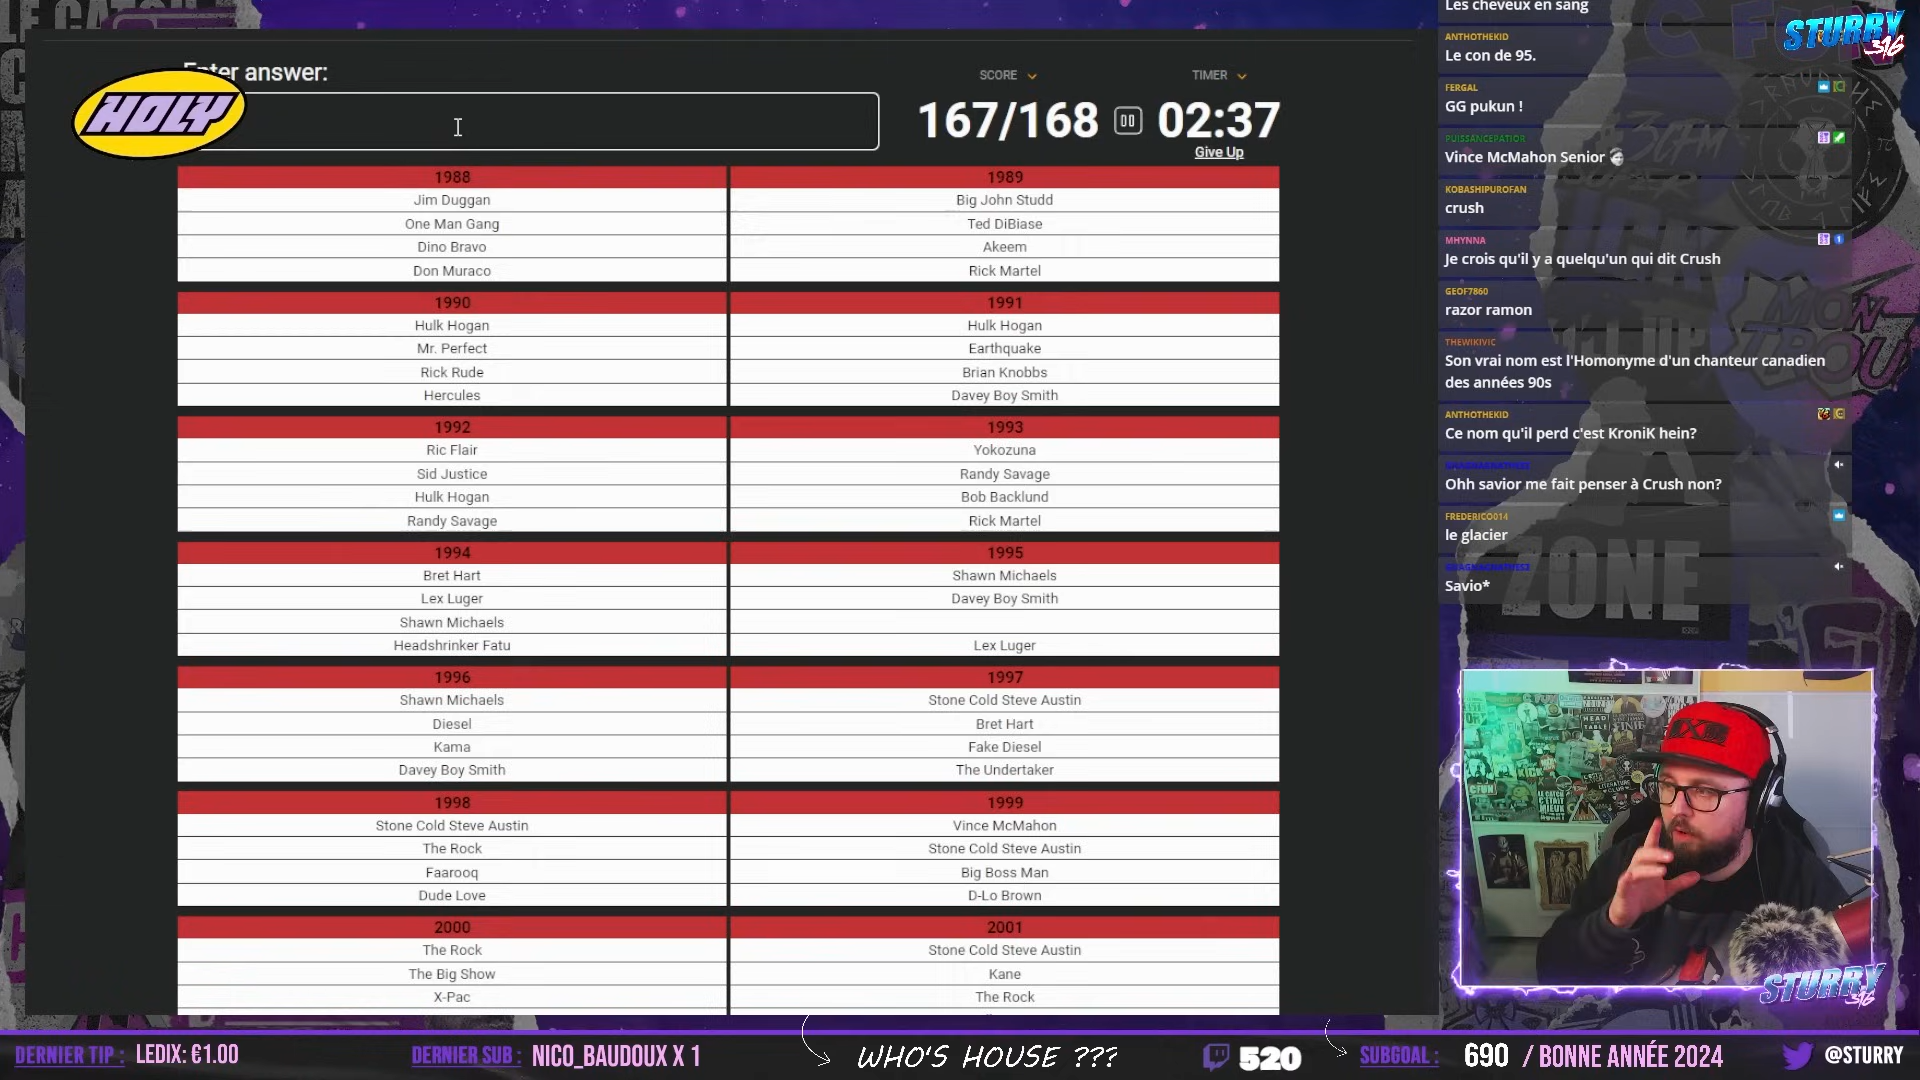 Enter answer:
HOLY
SCORE
167/168
TIMER
02:37
Give Up
1988
Jim Duggan
One Man Gang
Dino Bravo
Don Muraco
1989
Big John Studd
Ted DiBiase
Akeem
Rick Martel
1990
Hulk Hogan
Mr. Perfect
Rick Rude
Hercules
1991
Hulk Hogan
Earthquake
Brian Knobbs
Davey Boy Smith
1992
Ric Flair
Sid Justice
Hulk Hogan
Randy Savage
1993
Yokozuna
Randy Savage
Bob Backlund
Rick Martel
1994
Bret Hart
Lex Luger
Shawn Michaels
Headshrinker Fatu
1995
Shawn Michaels
Davey Boy Smith
Lex Luger
1996
Shawn Michaels
Diesel
Kama
Davey Boy Smith
1997
Stone Cold Steve Austin
Bret Hart
Fake Diesel
The Undertaker
1998
Stone Cold Steve Austin
The Rock
Faarooq
Dude Love
1999
Vince McMahon
Stone Cold Steve Austin
Big Boss Man
D-Lo Brown
2000
The Rock
The Big Show
X-Pac
2001
Stone Cold Steve Austin
Kane
The Rock
Les cheveux en sang
ANTHOTHEKID
Le con de 95.
FERGAL
GG pukun !
PUISSANCEPATIOR
Vince McMahon Senior
KOBASHIPUROFAN
crush
MHYNNA
Je crois qu'il y a quelqu'un qui dit Crush
GEOF7860
razor ramon
THEWIKIVIC
Son vrai nom est l'Homonyme d'un chanteur canadien
des années 90s
ANTHOTHEKID
Ce nom qu'il perd c'est KroniK hein?
Ohh savior me fait penser à Crush non?
FREDERICO014
le glacier
Savio*
STURRY
316
ZONE
STURRY
316
DERNIER TIP : LEDIX: €1.00
DERNIER SUB : NICO_BAUDOUX X 1
WHO'S HOUSE ???
520
SUBGOAL : 690 / BONNE ANNÉE 2024
@STURRY